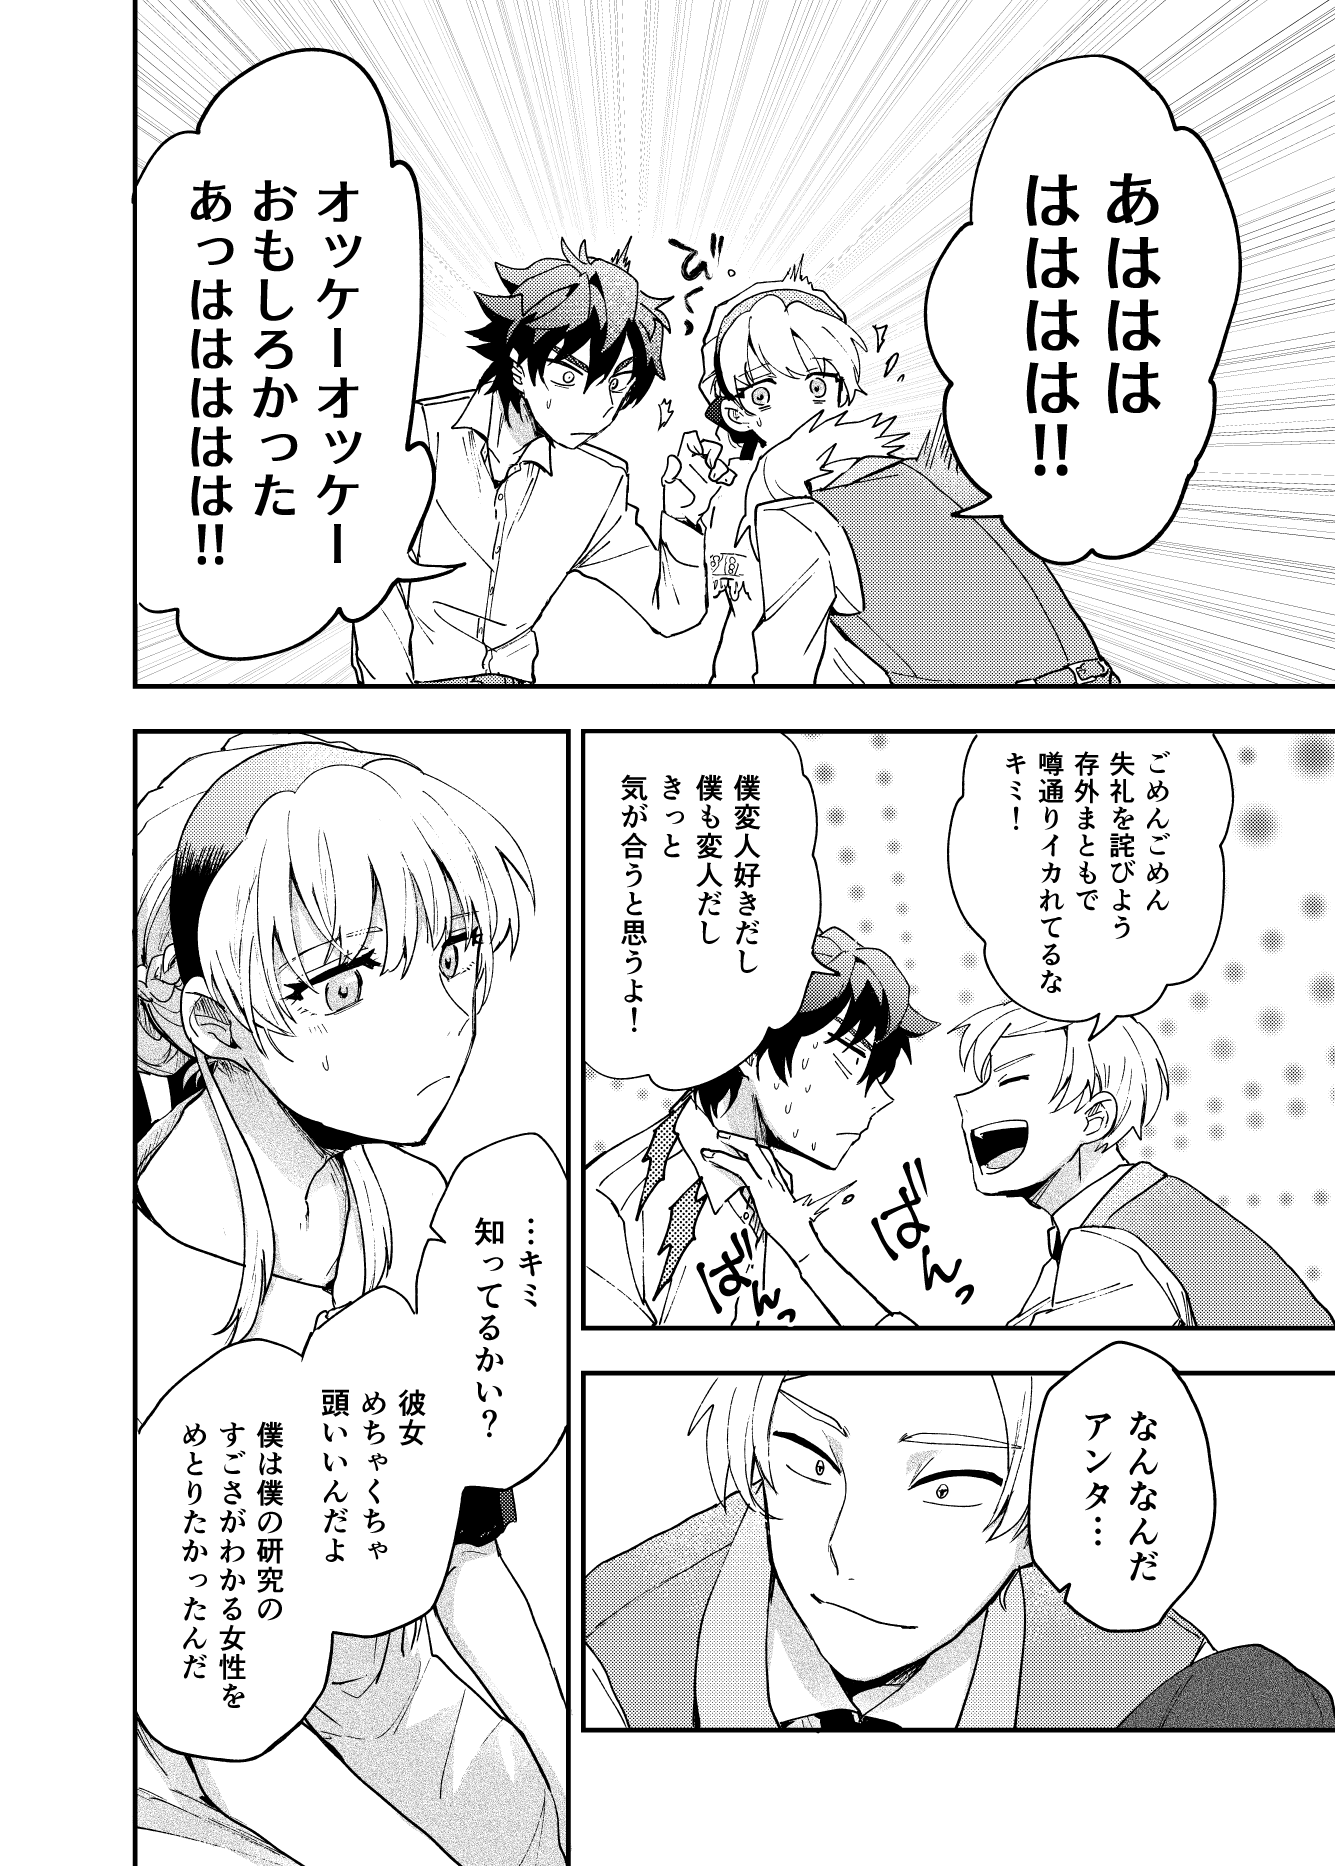 あはははは
はははは!!
びくっ
オッケーオッケー
おもしろかった
あっはははは!!
ごめんごめん
失礼を詫びよう
存外まともで
噂通りイカれてるな
キミ!
僕変人好きだし
僕も変人だし
きっと
気が合うと思うよ!
ばんっ
ばんっ
なんなんだ
アンタ…
…キミ
知ってるかい?
彼女
めちゃくちゃ
頭いいんだよ
僕は僕の研究の
すごさがわかる女性を
めとりたかったんだ